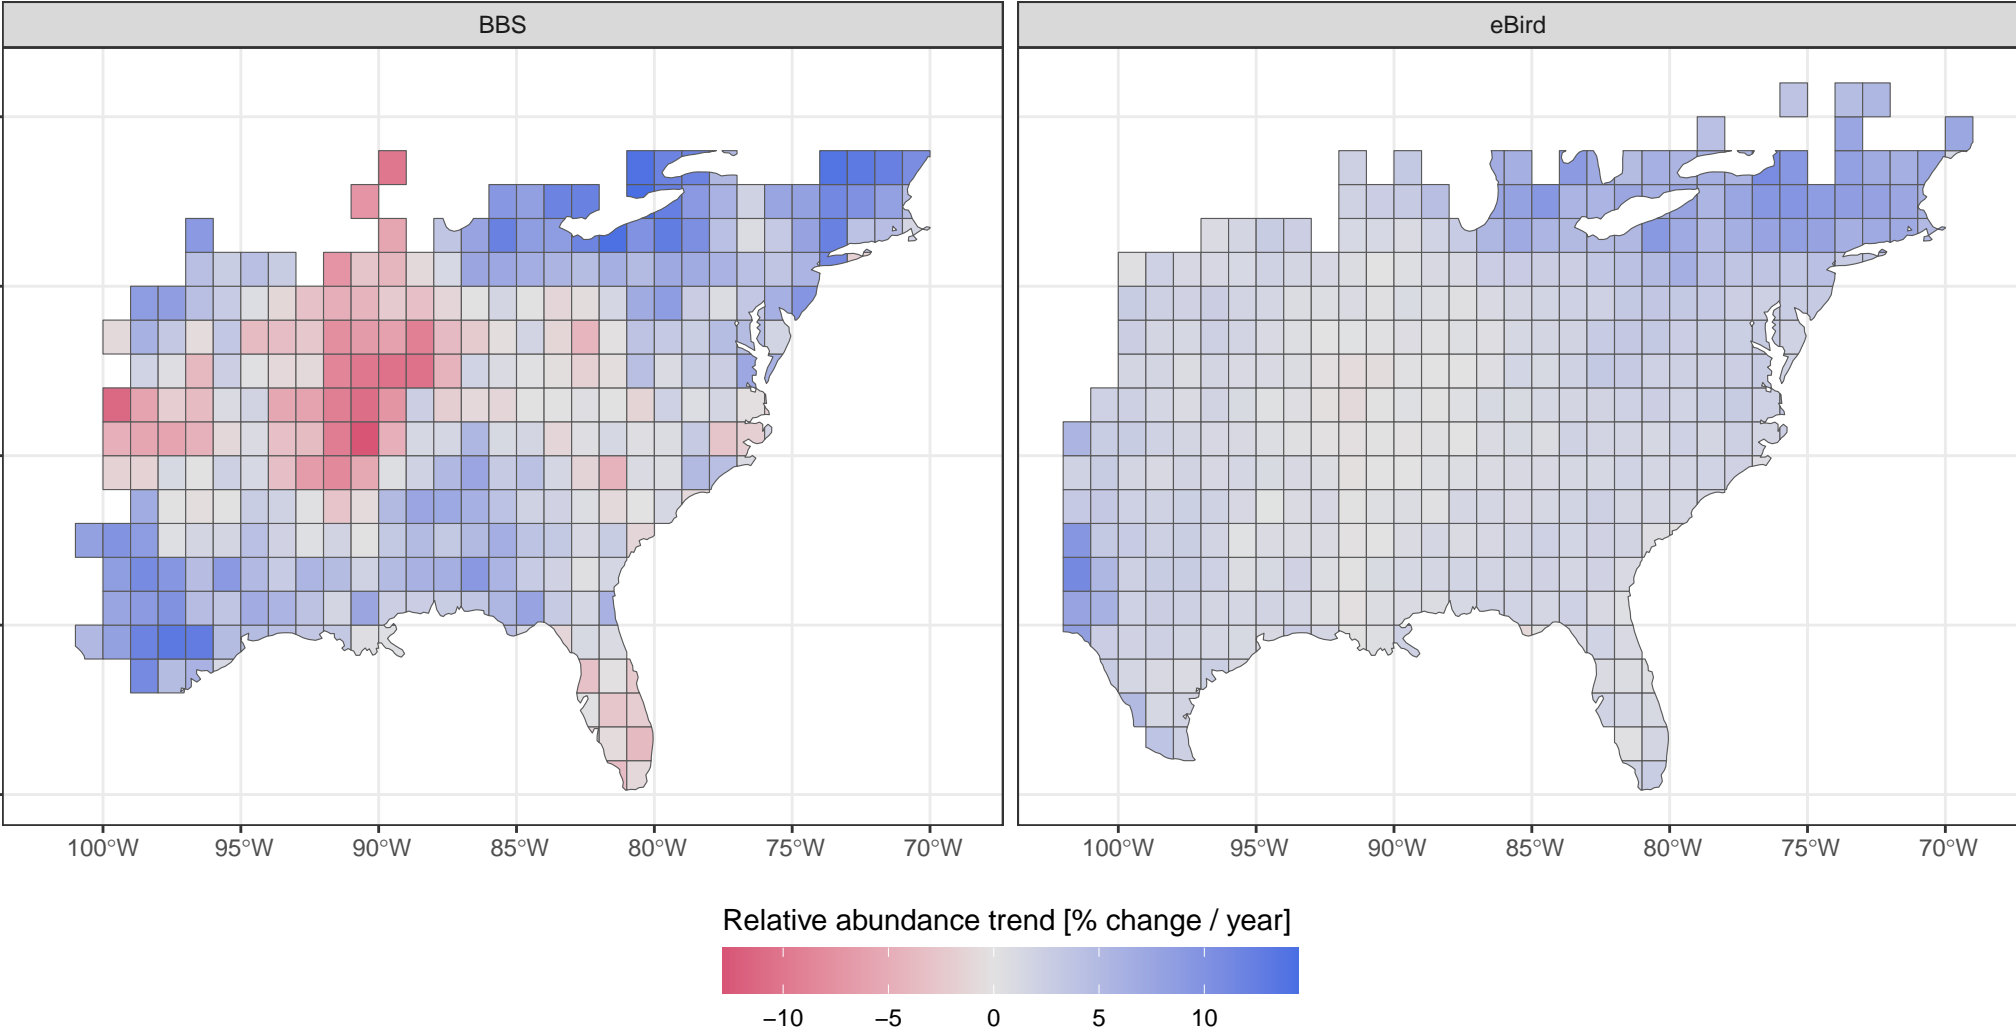 BBS
eBird
100°W 95°W 90°W 85°W 80°W 75°W 70°W
100°W 95°W 90°W 85°W 80°W 75°W 70°W
Relative abundance trend [% change / year]
−10 −5 0 5 10